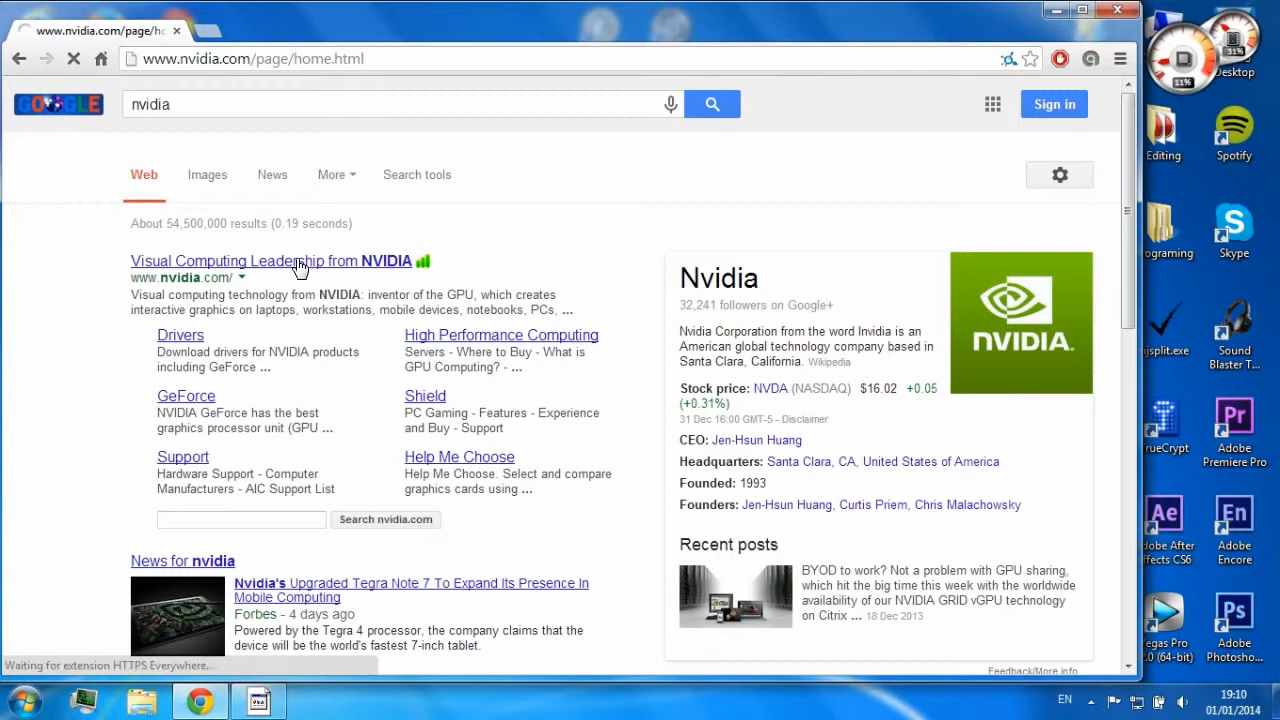 www.nvidia.com/page/hc
www.nvidia.com/page/home.html
GOOGLE
nvidia
Sign in
Web
Images
News
More
Search tools
About 54,500,000 results (0.19 seconds)
Visual Computing Leadership from NVIDIA
www.nvidia.com/
Visual computing technology from NVIDIA: inventor of the GPU, which creates
interactive graphics on laptops, workstations, mobile devices, notebooks, PCs, ...
Drivers
Download drivers for NVIDIA products
including GeForce ...
High Performance Computing
Servers - Where to Buy - What is
GPU Computing? - ...
GeForce
NVIDIA GeForce has the best
graphics processor unit (GPU ...
Shield
PC Gaming - Features - Experience
and Buy - Support
Support
Hardware Support - Computer
Manufacturers - AIC Support List
Help Me Choose
Help Me Choose. Select and compare
graphics cards using ...
Search nvidia.com
News for nvidia
Nvidia's Upgraded Tegra Note 7 To Expand Its Presence In
Mobile Computing
Forbes - 4 days ago
Powered by the Tegra 4 processor, the company claims that the
device will be the world's fastest 7-inch tablet.
Waiting for extension HTTPS Everywhere...
Nvidia
32,241 followers on Google+
Nvidia Corporation from the word Invidia is an
American global technology company based in
Santa Clara, California. Wikipedia
NVIDIA.
Stock price: NVDA (NASDAQ) $16.02 +0.05
(+0.31%)
31 Dec 16:00 GMT-5 - Disclaimer
CEO: Jen-Hsun Huang
Headquarters: Santa Clara, CA, United States of America
Founded: 1993
Founders: Jen-Hsun Huang, Curtis Priem, Chris Malachowsky
Recent posts
BYOD to work? Not a problem with GPU sharing,
which hit the big time this week with the worldwide
availability of our NVIDIA GRID vGPU technology
on Citrix ... 18 Dec 2013
Feedback/More info
31%
11%
Desktop
Editing
Spotify
rograming
Skype
ijsplit.exe
Sound
Blaster T...
rueCrypt
Adobe
Premiere Pro
Ae
dobe After
ffects CS6
En
Adobe
Encore
Pr
Ps
egas Pro
2.0 (64-bit)
Adobe
Photosho...
EN
19:10
01/01/2014